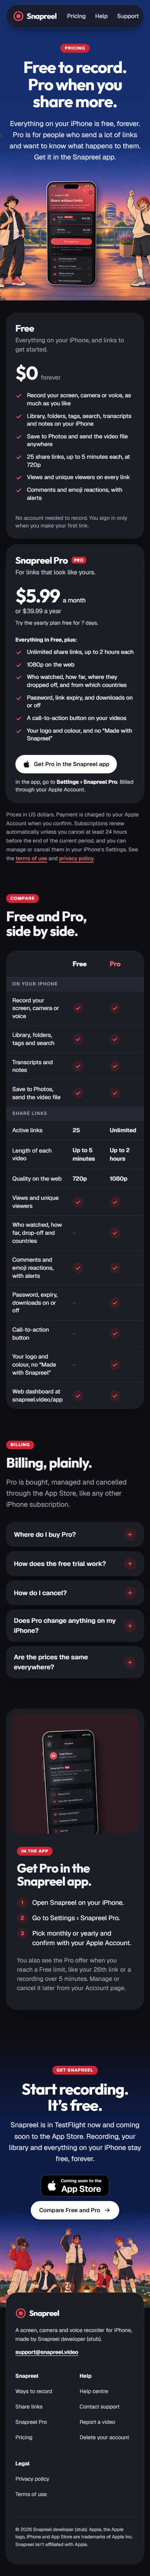 Snapreel
Pricing
Help
Support
PRICING
Free to record.
Pro when you
share more.
Everything on your iPhone is free, forever.
Pro is for people who send a lot of links
and want to know what happens to them.
Get it in the Snapreel app.
Free
Everything on your iPhone, and links to
get started.
$0 forever
Record your screen, camera or voice, as
much as you like
Library, folders, tags, search, transcripts
and notes on your iPhone
Save to Photos and send the video file
anywhere
25 share links, up to 5 minutes each, at
720p
Views and unique viewers on every link
Comments and emoji reactions, with
alerts
No account needed to record. You sign in only
when you make your first link.
Snapreel Pro PRO
For links that look like yours.
$5.99 a month
or $39.99 a year
Try the yearly plan free for 7 days.
Everything in Free, plus:
Unlimited share links, up to 2 hours each
1080p on the web
Who watched, how far, where they
dropped off, and from which countries
Password, link expiry, and downloads on
or off
A call-to-action button on your videos
Your logo and colour, and no “Made with
Snapreel”
Get Pro in the Snapreel app
In the app, go to Settings › Snapreel Pro. Billed
through your Apple Account.
Prices in US dollars. Payment is charged to your Apple
Account when you confirm. Subscriptions renew
automatically unless you cancel at least 24 hours
before the end of the current period, and you can
manage or cancel them in your iPhone's Settings. See
the terms of use and privacy policy.
COMPARE
Free and Pro,
side by side.
Free
Pro
ON YOUR IPHONE
Record your
screen, camera or
voice
Library, folders,
tags and search
Transcripts and
notes
Save to Photos,
send the video file
SHARE LINKS
Active links
25
Unlimited
Length of each
video
Up to 5
minutes
Up to 2
hours
Quality on the web
720p
1080p
Views and unique
viewers
Who watched, how
far, drop-off and
countries
–
Comments and
emoji reactions,
with alerts
Password, expiry,
downloads on or
off
–
Call-to-action
button
–
Your logo and
colour, no “Made
with Snapreel”
–
Web dashboard at
snapreel.video/app
BILLING
Billing, plainly.
Pro is bought, managed and cancelled
through the App Store, like any other
iPhone subscription.
Where do I buy Pro?
How does the free trial work?
How do I cancel?
Does Pro change anything on my
iPhone?
Are the prices the same
everywhere?
IN THE APP
Get Pro in the
Snapreel app.
1 Open Snapreel on your iPhone.
2 Go to Settings › Snapreel Pro.
3 Pick monthly or yearly and
confirm with your Apple Account.
You also see the Pro offer when you
reach a Free limit, like your 26th link or a
recording over 5 minutes. Manage or
cancel it later from your Account page.
GET SNAPREEL
Start recording.
It’s free.
Snapreel is in TestFlight now and coming
soon to the App Store. Recording, your
library and everything on your iPhone stay
free, forever.
Coming soon to the
App Store
Compare Free and Pro →
Snapreel
A screen, camera and voice recorder for iPhone,
made by Snapreel developer (stub).
support@snapreel.video
Snapreel
Ways to record
Share links
Snapreel Pro
Pricing
Help
Help centre
Contact support
Report a video
Delete your account
Legal
Privacy policy
Terms of use
© 2026 Snapreel developer (stub). Apple, the Apple
logo, iPhone and App Store are trademarks of Apple Inc.
Snapreel isn't affiliated with Apple.